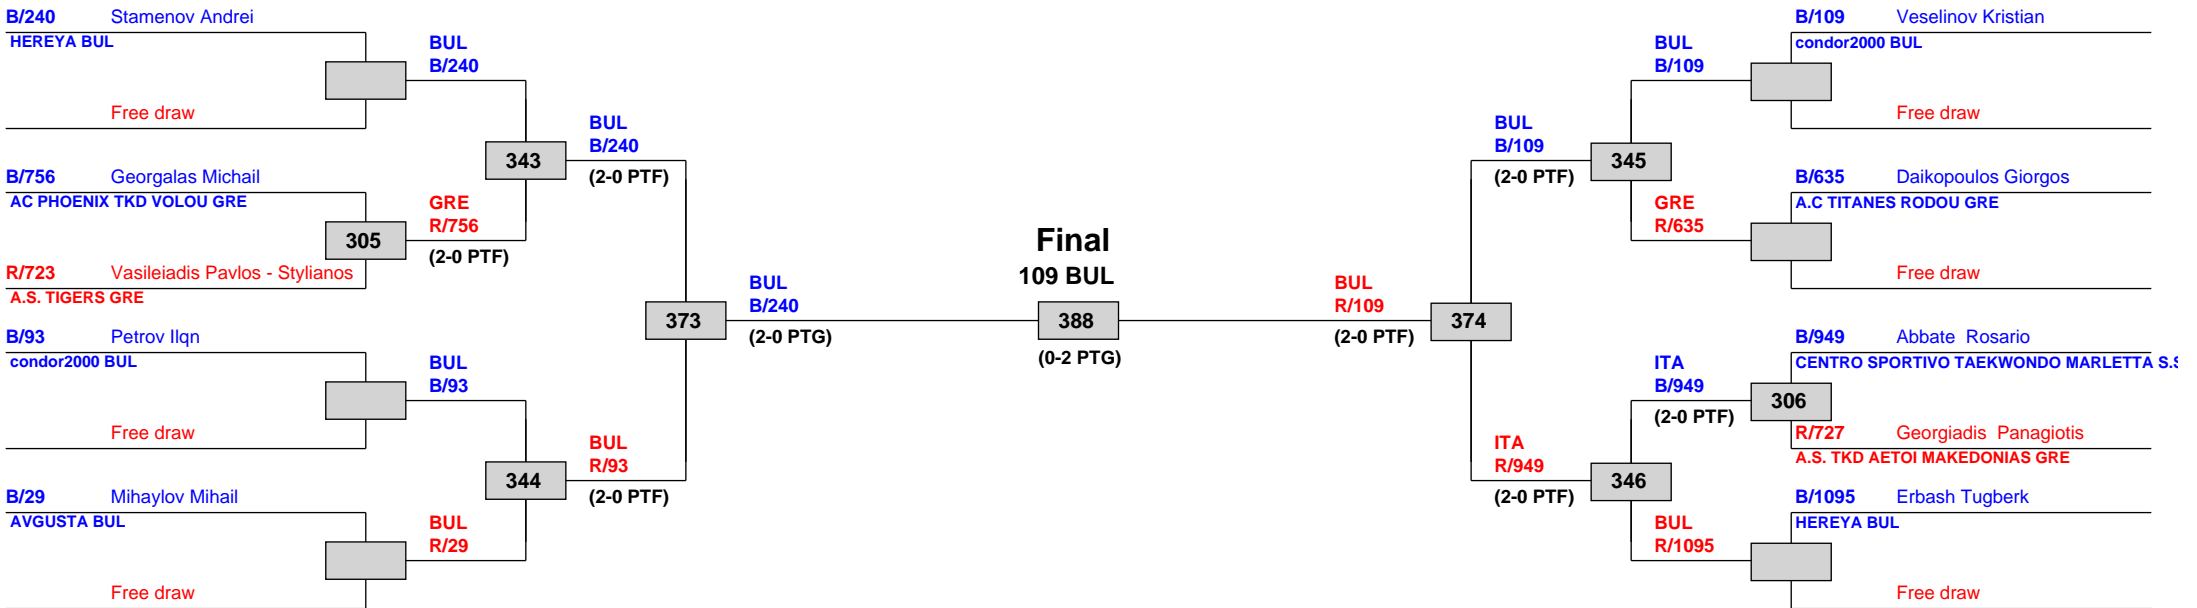 B/240 Stamenov Andrei
HEREYA BUL
Free draw
BUL
B/240
B/756 Georgalas Michail
AC PHOENIX TKD VOLOU GRE
305
R/723 Vasileiadis Pavlos - Stylianos
A.S. TIGERS GRE
GRE
R/756
(2-0 PTF)
343
BUL
B/240
(2-0 PTF)
B/93 Petrov Ilqn
condor2000 BUL
Free draw
BUL
B/93
B/29 Mihaylov Mihail
AVGUSTA BUL
Free draw
BUL
R/29
344
BUL
R/93
(2-0 PTF)
373
BUL
B/240
(2-0 PTG)
Final
109 BUL
388
(0-2 PTG)
BUL
R/109
(2-0 PTF)
374
BUL
B/109
(2-0 PTF)
345
BUL
B/109
B/109 Veselinov Kristian
condor2000 BUL
Free draw
GRE
R/635
B/635 Daikopoulos Giorgos
A.C TITANES RODOU GRE
Free draw
ITA
R/949
(2-0 PTF)
346
ITA
B/949
(2-0 PTF)
306
B/949 Abbate Rosario
CENTRO SPORTIVO TAEKWONDO MARLETTA S.S
R/727 Georgiadis Panagiotis
A.S. TKD AETOI MAKEDONIAS GRE
BUL
R/1095
B/1095 Erbash Tugberk
HEREYA BUL
Free draw